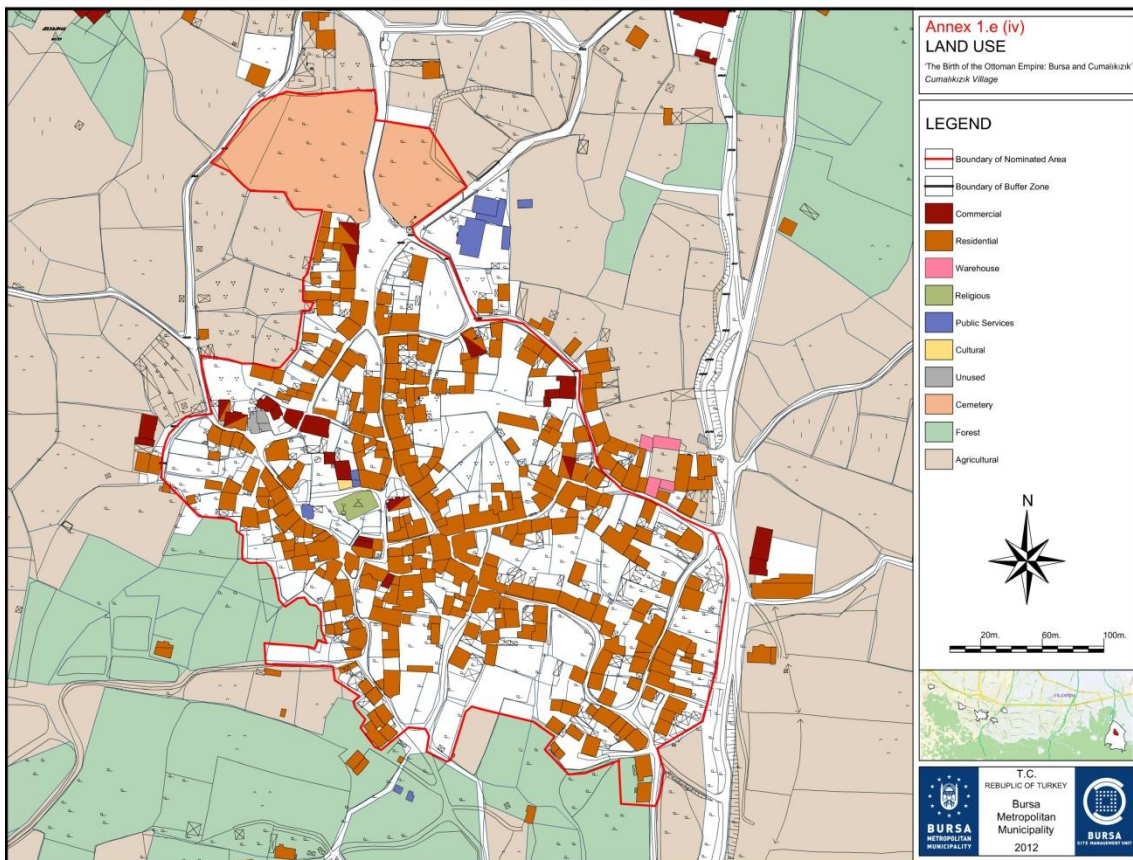 Annex 1.e (iv)
LAND USE
'The Birth of the Ottoman Empire: Bursa and Cumalıkızık'
Cumalıkızık Village
LEGEND
Boundary of Nominated Area
Boundary of Buffer Zone
Commercial
Residential
Warehouse
Religious
Public Services
Cultural
Unused
Cemetery
Forest
Agricultural
N
20m. 60m. 100m.
BURSA
METROPOLITAN
MUNICIPALITY
T.C.
REBUPLIC OF TURKEY
Bursa
Metropolitan
Municipality
2012
BURSA
SITE MANAGEMENT UNIT